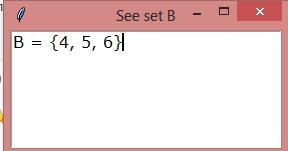 See set B
B = {4, 5, 6}